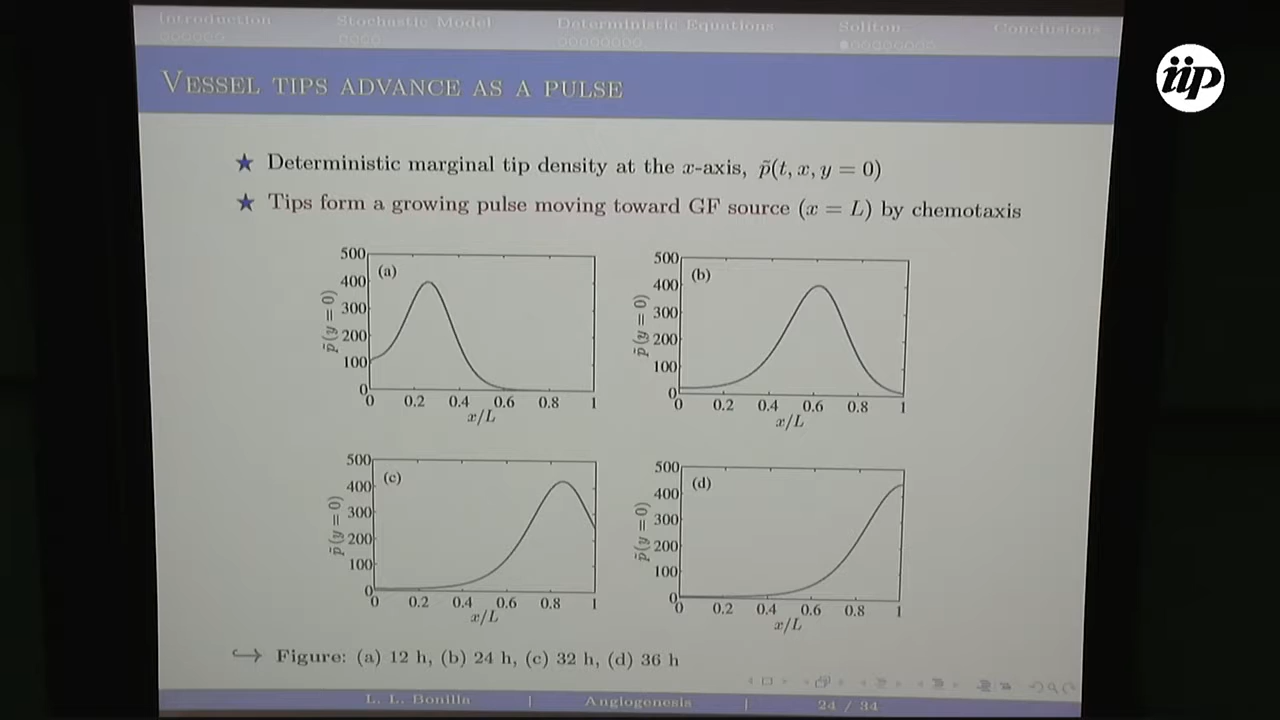 Introduction Stochastic Model Deterministic Equations Soliton Conclusions
iip
VESSEL TIPS ADVANCE AS A PULSE
★ Deterministic marginal tip density at the x-axis, p̃(t, x, y = 0)
★ Tips form a growing pulse moving toward GF source (x = L) by chemotaxis
(a)
500
400
300
200
100
0
p̃(y = 0)
0 0.2 0.4 0.6 0.8 1
x/L
(b)
500
400
300
200
100
0
p̃(y = 0)
0 0.2 0.4 0.6 0.8 1
x/L
(c)
500
400
300
200
100
0
p̃(y = 0)
0 0.2 0.4 0.6 0.8 1
x/L
(d)
500
400
300
200
100
0
p̃(y = 0)
0 0.2 0.4 0.6 0.8 1
x/L
↪ Figure: (a) 12 h, (b) 24 h, (c) 32 h, (d) 36 h
L. L. Bonilla | Angiogenesis | 24 / 34